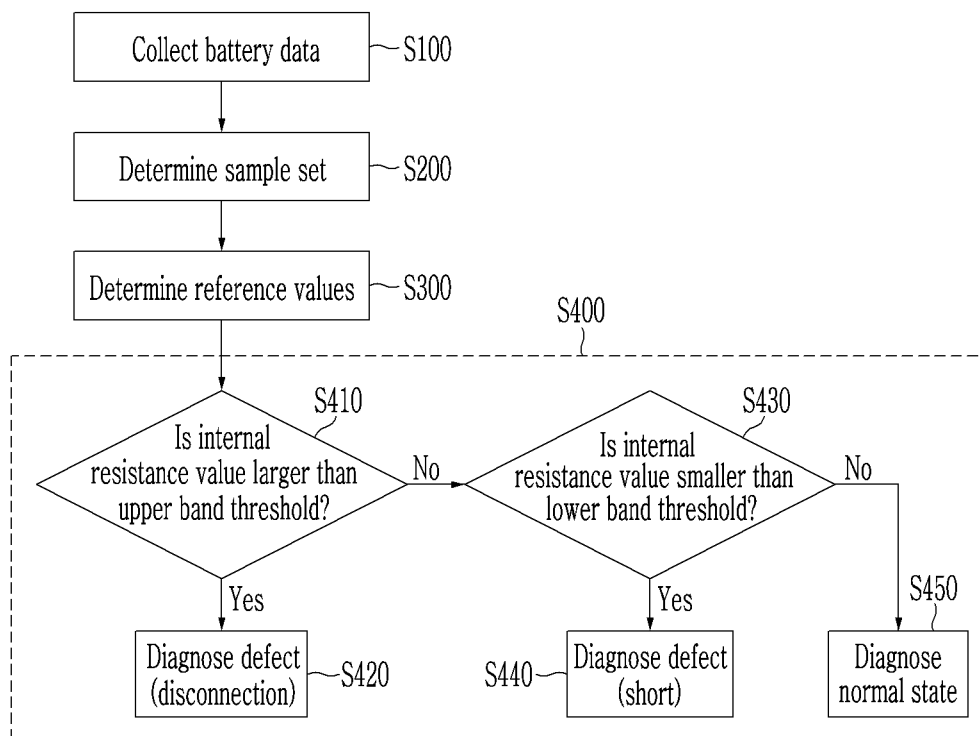 Collect battery data
S100
Determine sample set
S200
Determine reference values
S300
S400
S410
Is internal
resistance value larger than
upper band threshold?
No
S430
Is internal
resistance value smaller than
lower band threshold?
No
Yes
Yes
S450
Diagnose defect
(disconnection)
S420
S440
Diagnose defect
(short)
Diagnose
normal state